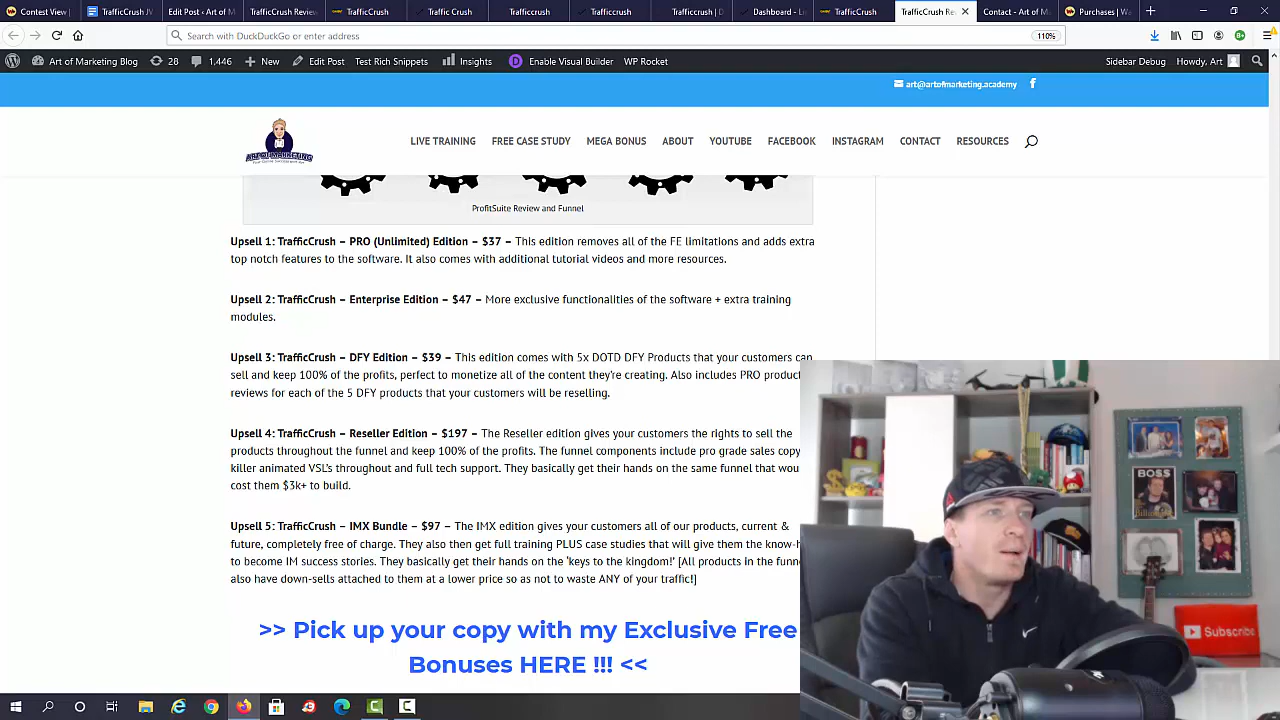 Contest View
TrafficCrush JV
Edit Post ‹ Art of M
TrafficCrush Review
TrafficCrush
Traffic Crush
Trafficcrush
Trafficcrush
Trafficcrush | D
Dashboard - Li
TrafficCrush
TrafficCrush Re
Contact - Art of M
Purchases | Wa
Search with DuckDuckGo or enter address
110%
Art of Marketing Blog
28
1,446
+ New
Edit Post
Test Rich Snippets
Insights
Enable Visual Builder
WP Rocket
Sidebar Debug
Howdy, Art
art@artofmarketing.academy
ART OF MARKETING
LIVE TRAINING
FREE CASE STUDY
MEGA BONUS
ABOUT
YOUTUBE
FACEBOOK
INSTAGRAM
CONTACT
RESOURCES
ProfitSuite Review and Funnel
Upsell 1: TrafficCrush – PRO (Unlimited) Edition – $37 – This edition removes all of the FE limitations and adds extra
top notch features to the software. It also comes with additional tutorial videos and more resources.
Upsell 2: TrafficCrush – Enterprise Edition – $47 – More exclusive functionalities of the software + extra training
modules.
Upsell 3: TrafficCrush – DFY Edition – $39 – This edition comes with 5x DOTD DFY Products that your customers can
sell and keep 100% of the profits, perfect to monetize all of the content they're creating. Also includes PRO product
reviews for each of the 5 DFY products that your customers will be reselling.
Upsell 4: TrafficCrush – Reseller Edition – $197 – The Reseller edition gives your customers the rights to sell the
products throughout the funnel and keep 100% of the profits. The funnel components include pro grade sales copy
killer animated VSL's throughout and full tech support. They basically get their hands on the same funnel that wou
cost them $3k+ to build.
Upsell 5: TrafficCrush – IMX Bundle – $97 – The IMX edition gives your customers all of our products, current &
future, completely free of charge. They also then get full training PLUS case studies that will give them the know-h
to become IM success stories. They basically get their hands on the 'keys to the kingdom!' [All products in the funn
also have down-sells attached to them at a lower price so as not to waste ANY of your traffic!]
>> Pick up your copy with my Exclusive Free
Bonuses HERE !!! <<
BO$$
Subscribe